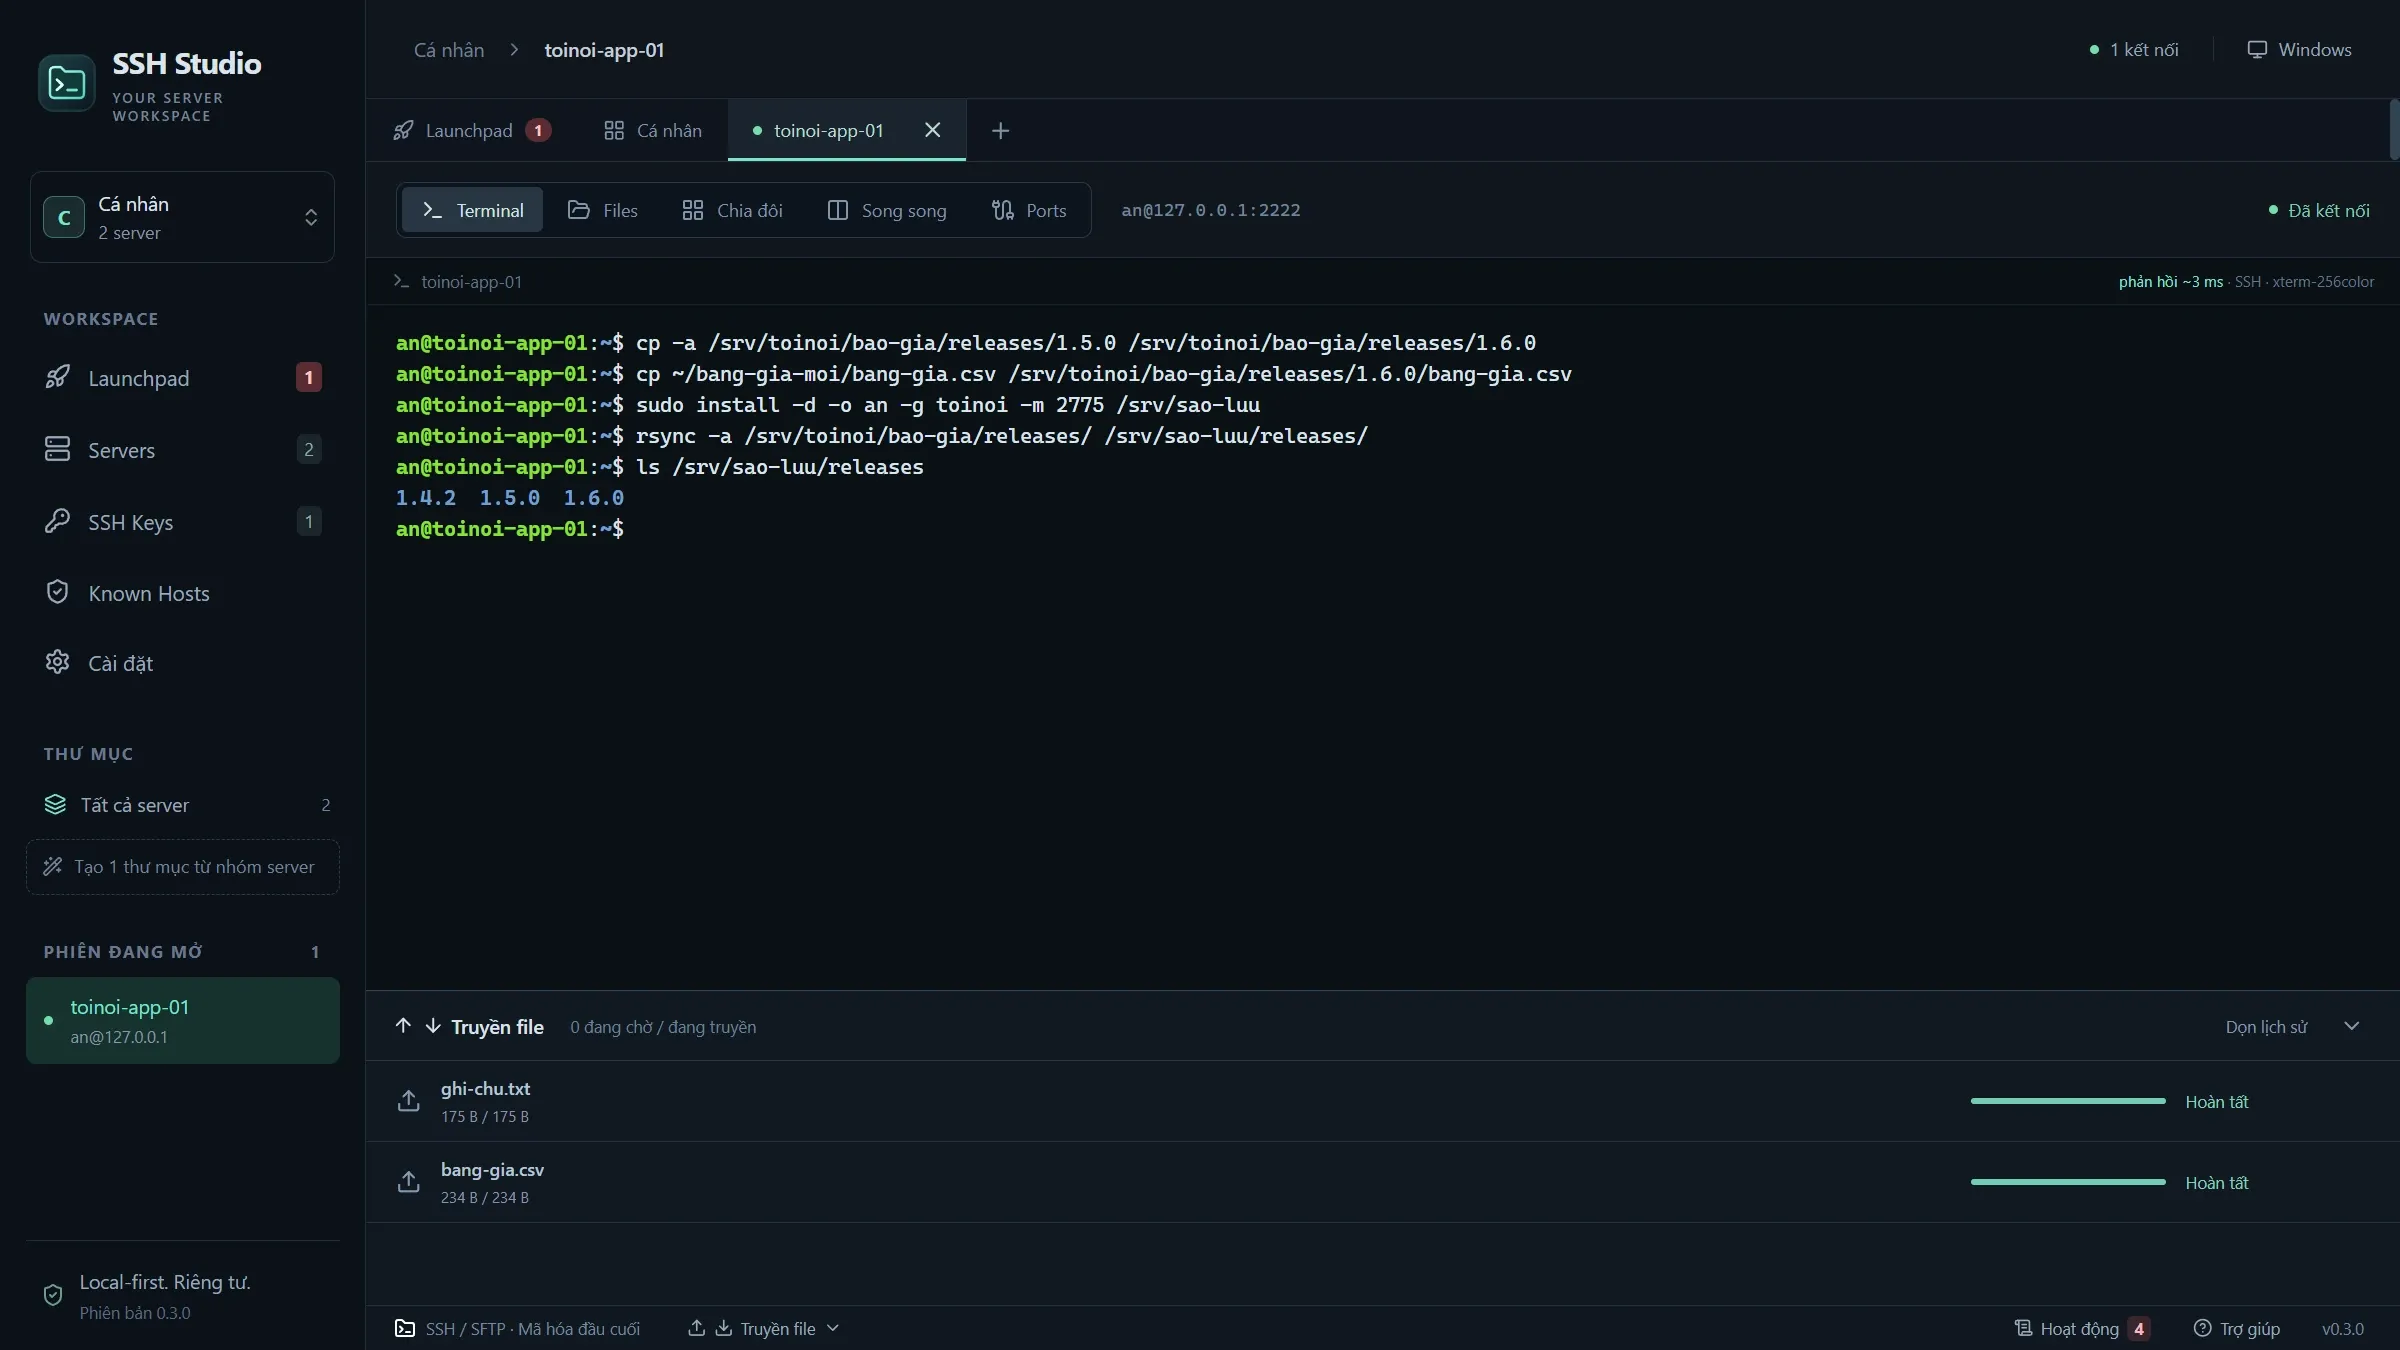 SSH Studio
YOUR SERVER
WORKSPACE
C
Cá nhân
2 server
WORKSPACE
Launchpad 1
Servers 2
SSH Keys 1
Known Hosts
Cài đặt
THƯ MỤC
Tất cả server 2
Tạo 1 thư mục từ nhóm server
PHIÊN ĐANG MỞ 1
toinoi-app-01
an@127.0.0.1
Local-first. Riêng tư.
Phiên bản 0.3.0
Cá nhân > toinoi-app-01
1 kết nối
Windows
Launchpad 1
Cá nhân
toinoi-app-01
Terminal
Files
Chia đôi
Song song
Ports
an@127.0.0.1:2222
Đã kết nối
toinoi-app-01
phản hồi ~3 ms · SSH · xterm-256color
an@toinoi-app-01:~$ cp -a /srv/toinoi/bao-gia/releases/1.5.0 /srv/toinoi/bao-gia/releases/1.6.0
an@toinoi-app-01:~$ cp ~/bang-gia-moi/bang-gia.csv /srv/toinoi/bao-gia/releases/1.6.0/bang-gia.csv
an@toinoi-app-01:~$ sudo install -d -o an -g toinoi -m 2775 /srv/sao-luu
an@toinoi-app-01:~$ rsync -a /srv/toinoi/bao-gia/releases/ /srv/sao-luu/releases/
an@toinoi-app-01:~$ ls /srv/sao-luu/releases
1.4.2 1.5.0 1.6.0
an@toinoi-app-01:~$
Truyền file 0 đang chờ / đang truyền
Dọn lịch sử
ghi-chu.txt
175 B / 175 B
Hoàn tất
bang-gia.csv
234 B / 234 B
Hoàn tất
SSH / SFTP · Mã hóa đầu cuối
Truyền file
Hoạt động 4
Trợ giúp
v0.3.0